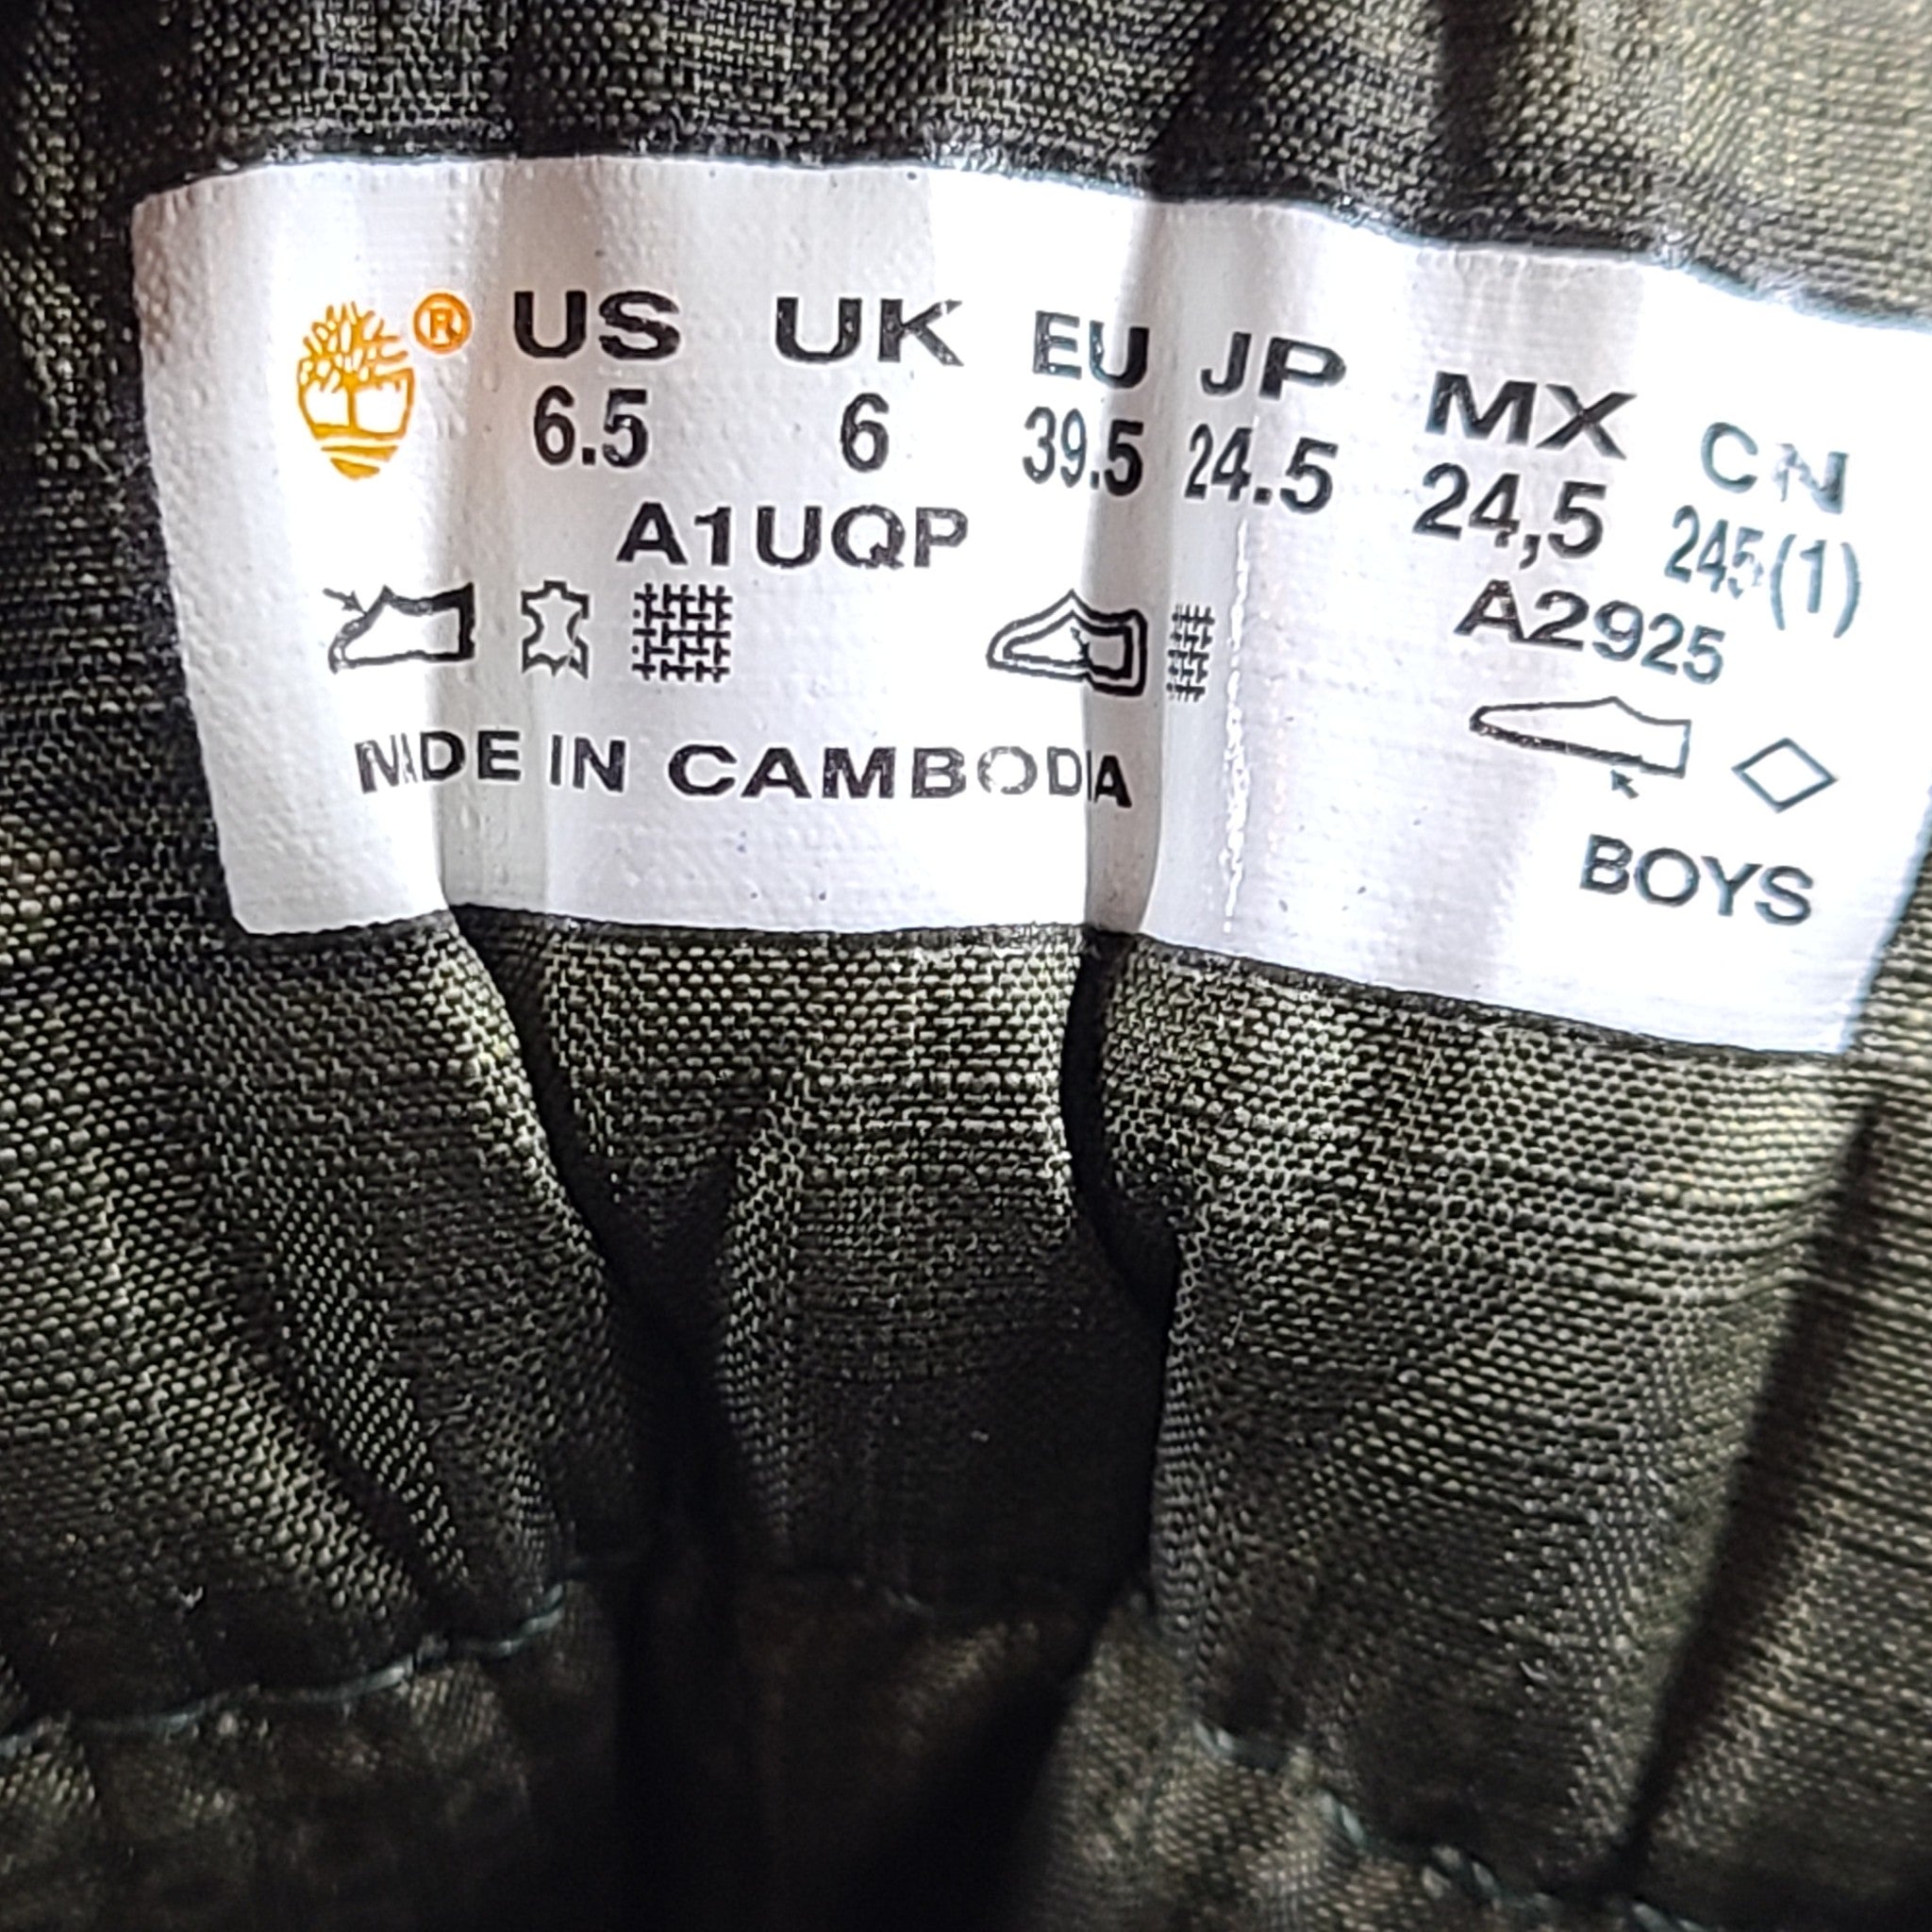 ® US UK EU JP MX CN
6.5 6 39.5 24.5 24,5 245(1)
A1UQP A2925
MADE IN CAMBODIA
BOYS